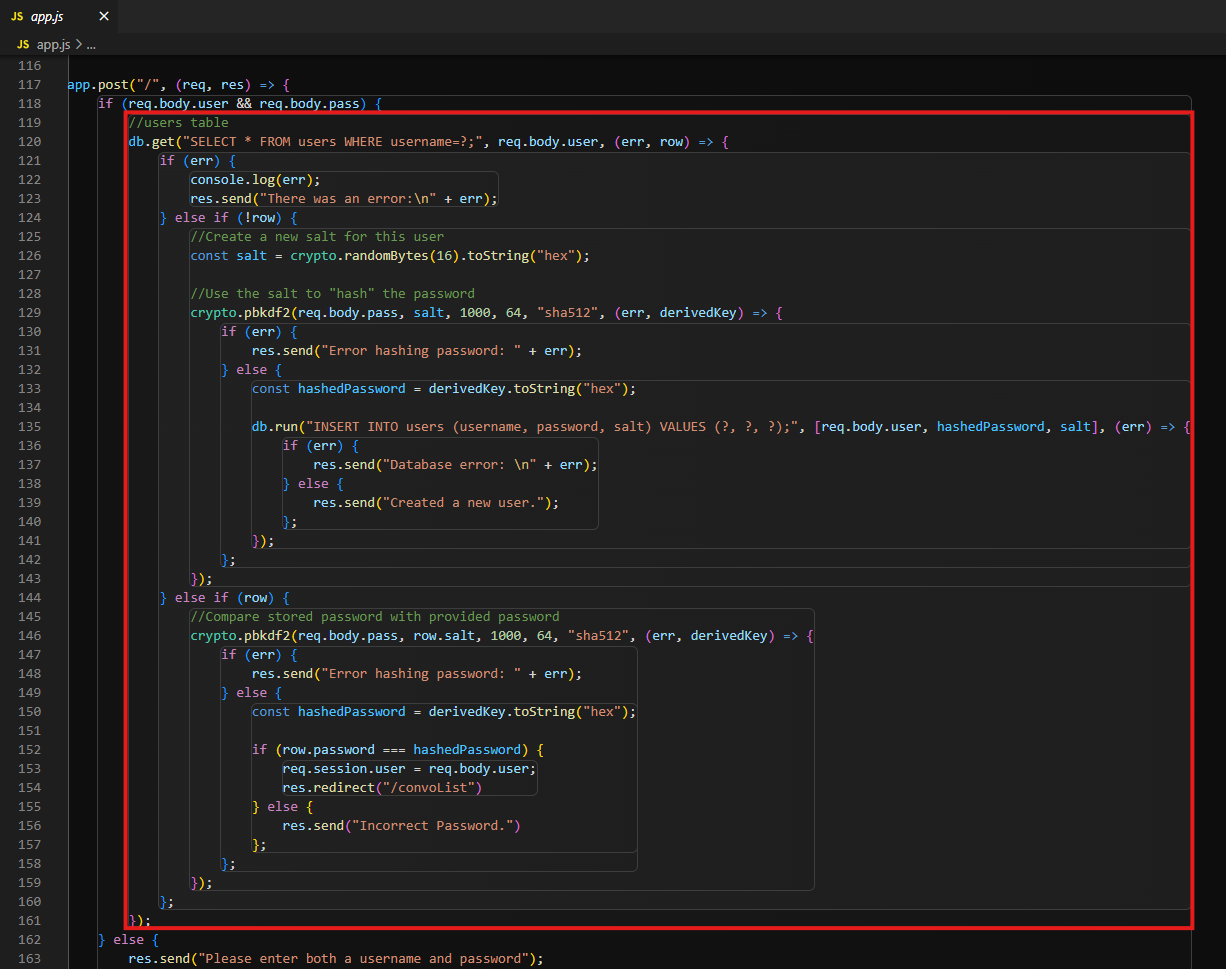 JS app.js ×
JS app.js > ...
116
117 app.post("/", (req, res) => {
118 if (req.body.user && req.body.pass) {
119 //users table
120 db.get("SELECT * FROM users WHERE username=?;", req.body.user, (err, row) => {
121 if (err) {
122 console.log(err);
123 res.send("There was an error:\n" + err);
124 } else if (!row) {
125 //Create a new salt for this user
126 const salt = crypto.randomBytes(16).toString("hex");
127
128 //Use the salt to "hash" the password
129 crypto.pbkdf2(req.body.pass, salt, 1000, 64, "sha512", (err, derivedKey) => {
130 if (err) {
131 res.send("Error hashing password: " + err);
132 } else {
133 const hashedPassword = derivedKey.toString("hex");
134
135 db.run("INSERT INTO users (username, password, salt) VALUES (?, ?, ?);", [req.body.user, hashedPassword, salt], (err) => {
136 if (err) {
137 res.send("Database error: \n" + err);
138 } else {
139 res.send("Created a new user.");
140 };
141 });
142 };
143 });
144 } else if (row) {
145 //Compare stored password with provided password
146 crypto.pbkdf2(req.body.pass, row.salt, 1000, 64, "sha512", (err, derivedKey) => {
147 if (err) {
148 res.send("Error hashing password: " + err);
149 } else {
150 const hashedPassword = derivedKey.toString("hex");
151
152 if (row.password === hashedPassword) {
153 req.session.user = req.body.user;
154 res.redirect("/convoList")
155 } else {
156 res.send("Incorrect Password.")
157 };
158 };
159 });
160 };
161 });
162 } else {
163 res.send("Please enter both a username and password");